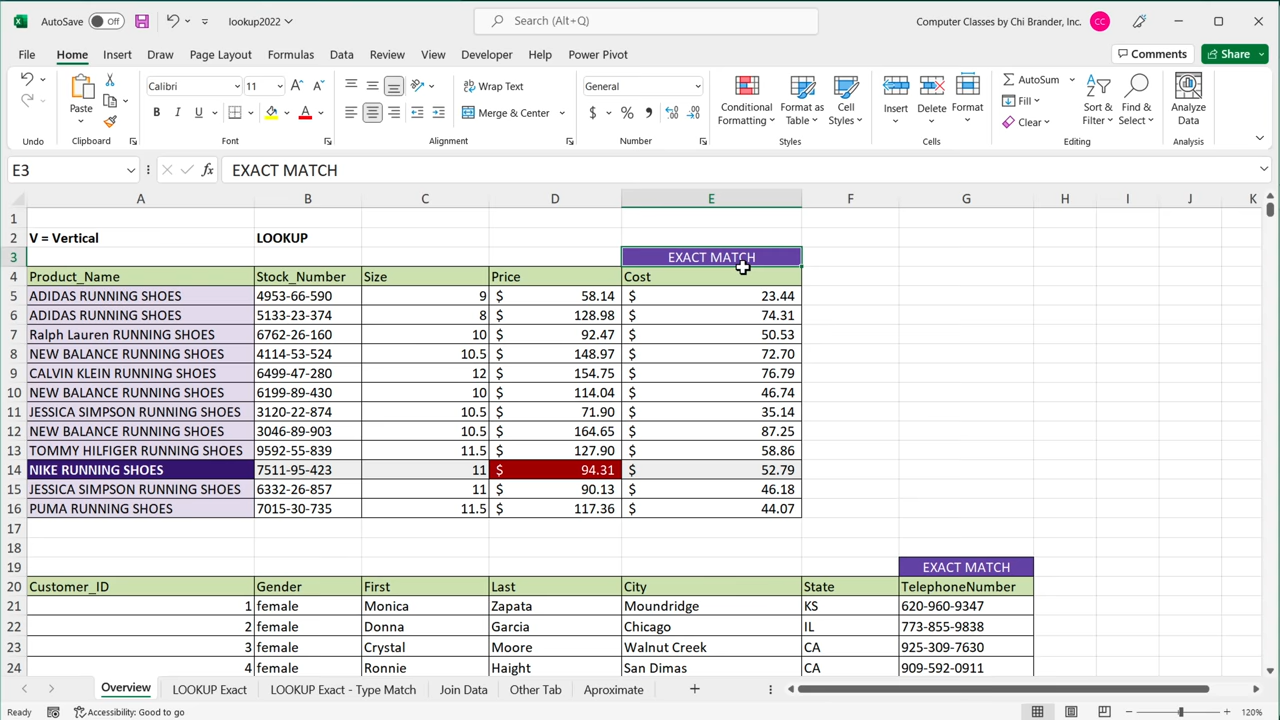 AutoSave Off lookup2022 Search (Alt+Q) Computer Classes by Chi Brander, Inc. CC
File Home Insert Draw Page Layout Formulas Data Review View Developer Help Power Pivot Comments Share
Paste Calibri 11 Wrap Text General Conditional Formatting Format as Table Cell Styles Insert Delete Format AutoSum Fill Clear Sort & Filter Find & Select Analyze Data
B I U A Merge & Center $ %
Undo Clipboard Font Alignment Number Styles Cells Editing Analysis
E3 fx EXACT MATCH
A B C D E F G H I J K
1
2 V = Vertical LOOKUP
3 EXACT MATCH
4 Product_Name Stock_Number Size Price Cost
5 ADIDAS RUNNING SHOES 4953-66-590 9 $ 58.14 $ 23.44
6 ADIDAS RUNNING SHOES 5133-23-374 8 $ 128.98 $ 74.31
7 Ralph Lauren RUNNING SHOES 6762-26-160 10 $ 92.47 $ 50.53
8 NEW BALANCE RUNNING SHOES 4114-53-524 10.5 $ 148.97 $ 72.70
9 CALVIN KLEIN RUNNING SHOES 6499-47-280 12 $ 154.75 $ 76.79
10 NEW BALANCE RUNNING SHOES 6199-89-430 10 $ 114.04 $ 46.74
11 JESSICA SIMPSON RUNNING SHOES 3120-22-874 10.5 $ 71.90 $ 35.14
12 NEW BALANCE RUNNING SHOES 3046-89-903 10.5 $ 164.65 $ 87.25
13 TOMMY HILFIGER RUNNING SHOES 9592-55-839 11.5 $ 127.90 $ 58.86
14 NIKE RUNNING SHOES 7511-95-423 11 $ 94.31 $ 52.79
15 JESSICA SIMPSON RUNNING SHOES 6332-26-857 11 $ 90.13 $ 46.18
16 PUMA RUNNING SHOES 7015-30-735 11.5 $ 117.36 $ 44.07
17
18
19 EXACT MATCH
20 Customer_ID Gender First Last City State TelephoneNumber
21 1 female Monica Zapata Moundridge KS 620-960-9347
22 2 female Donna Garcia Chicago IL 773-855-9838
23 3 female Crystal Moore Walnut Creek CA 925-309-7630
24 4 female Ronnie Haight San Dimas CA 909-592-0911
Overview LOOKUP Exact LOOKUP Exact - Type Match Join Data Other Tab Aproximate
Ready Accessibility: Good to go 120%